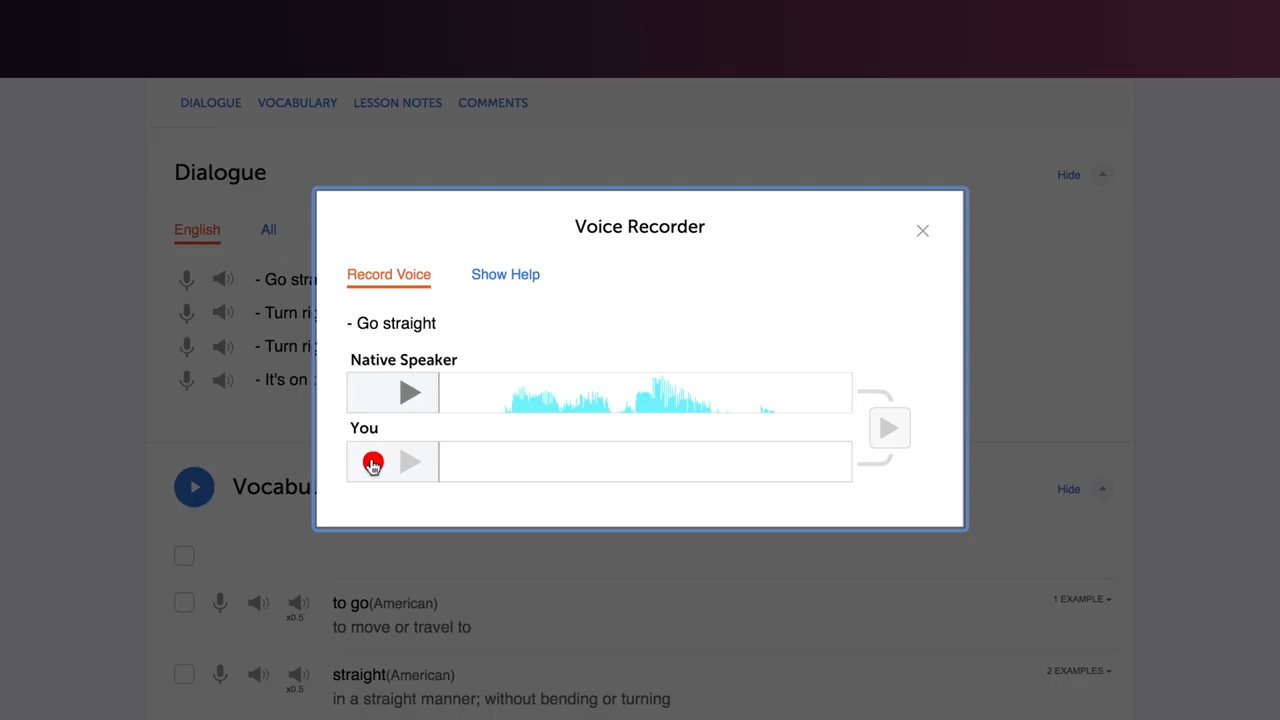 DIALOGUE VOCABULARY LESSON NOTES COMMENTS
Dialogue
Hide
English All
- Go stra
- Turn ri
- Turn ri
- It's on
Voice Recorder
Record Voice Show Help
- Go straight
Native Speaker
You
Vocabu
Hide
to go(American)
1 EXAMPLE
x0.5
to move or travel to
straight(American)
2 EXAMPLES
x0.5
in a straight manner; without bending or turning